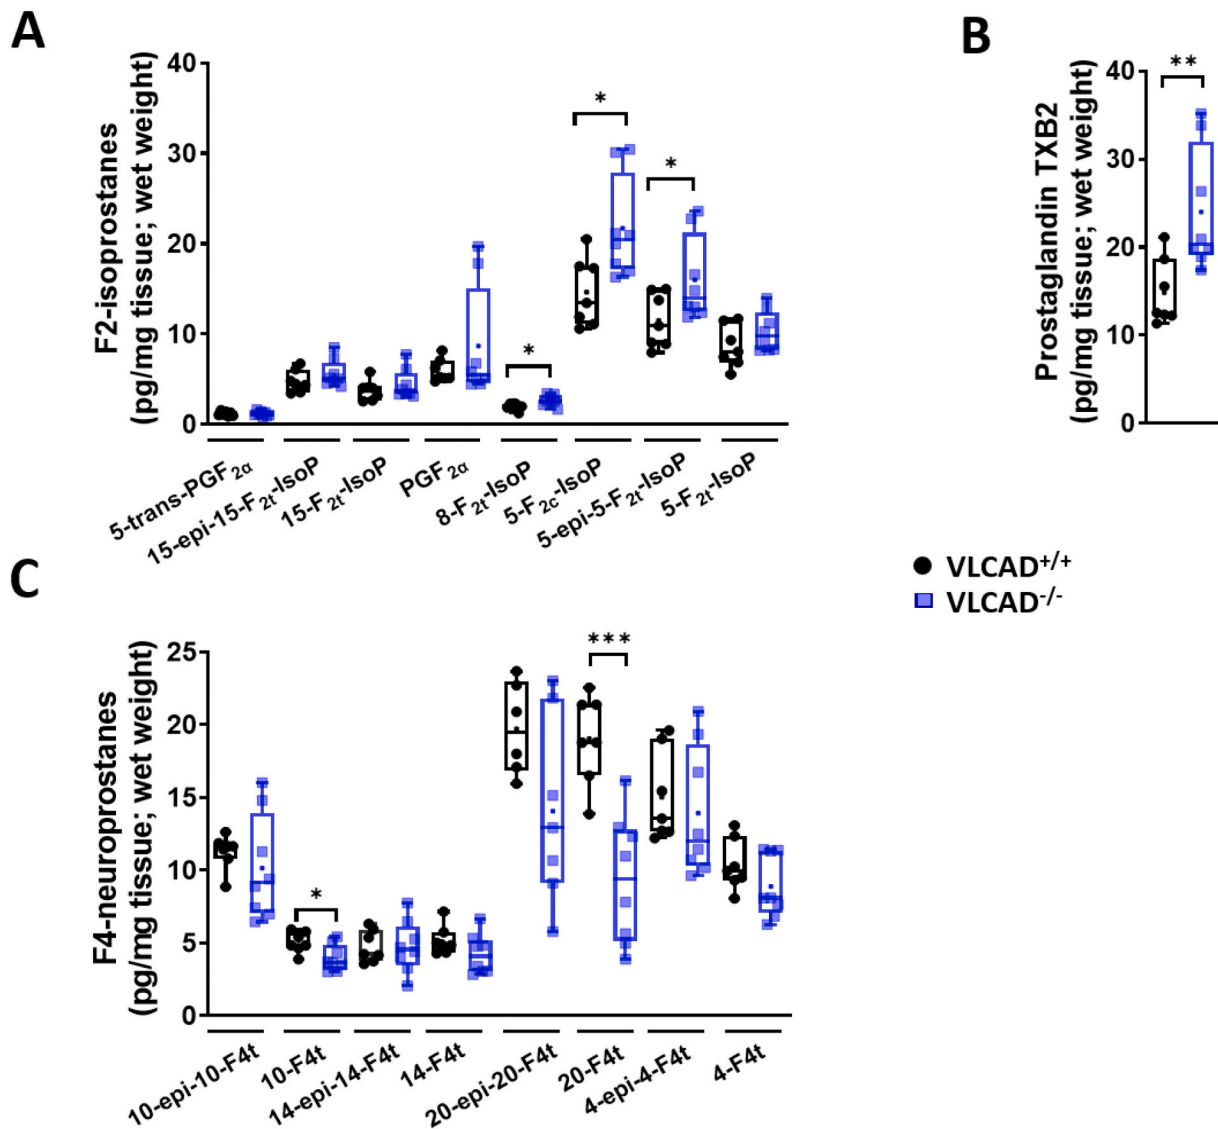 A
F2-isoprostanes
(pg/mg tissue; wet weight)
40
30
20
10
0
*
*
*
5-trans-PGF2α
15-epi-15-F2t-IsoP
15-F2t-IsoP
PGF2α
8-F2t-IsoP
5-F2c-IsoP
5-epi-5-F2t-IsoP
5-F2t-IsoP
B
Prostaglandin TXB2
(pg/mg tissue; wet weight)
40
30
20
10
0
**
VLCAD+/+
VLCAD-/-
C
F4-neuroprostanes
(pg/mg tissue; wet weight)
25
20
15
10
5
0
*
***
10-epi-10-F4t
10-F4t
14-epi-14-F4t
14-F4t
20-epi-20-F4t
20-F4t
4-epi-4-F4t
4-F4t